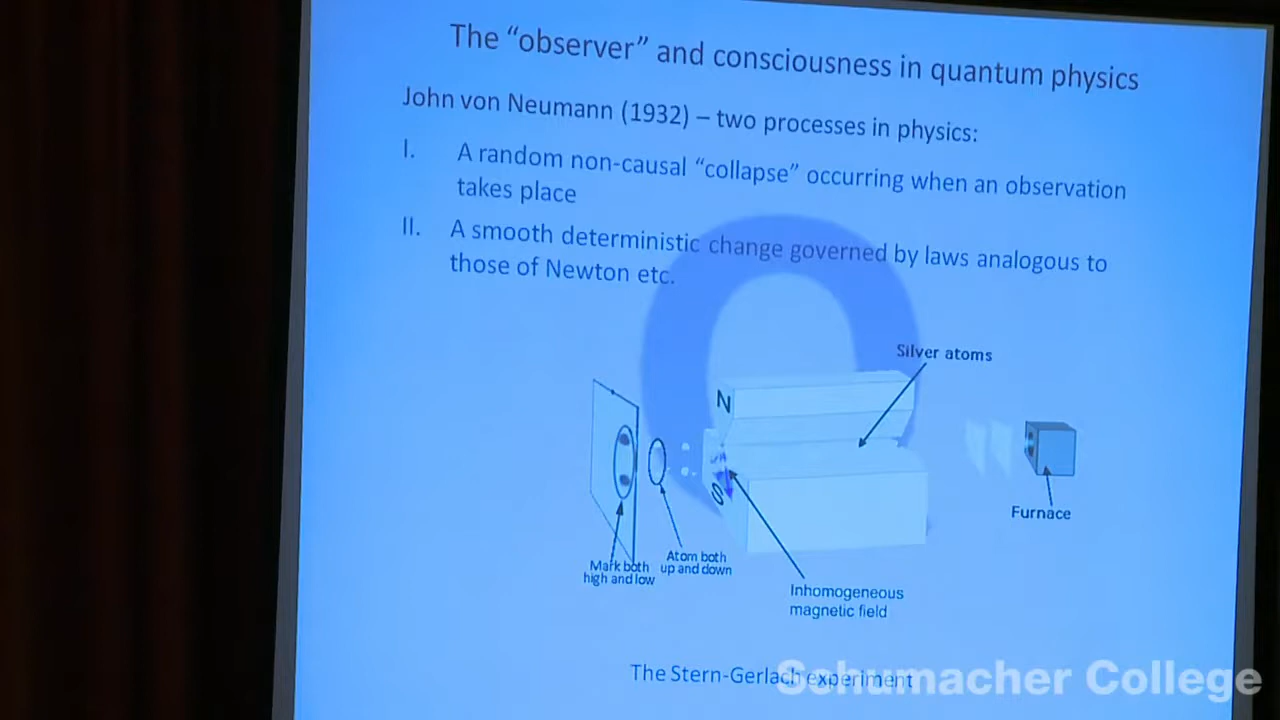 The “observer” and consciousness in quantum physics
John von Neumann (1932) – two processes in physics:
I. A random non-causal “collapse” occurring when an observation
takes place
II. A smooth deterministic change governed by laws analogous to
those of Newton etc.
Silver atoms
N
S
Furnace
Atom both
up and down
Mark both
high and low
Inhomogeneous
magnetic field
The Stern-Gerlach experiment
Schumacher College